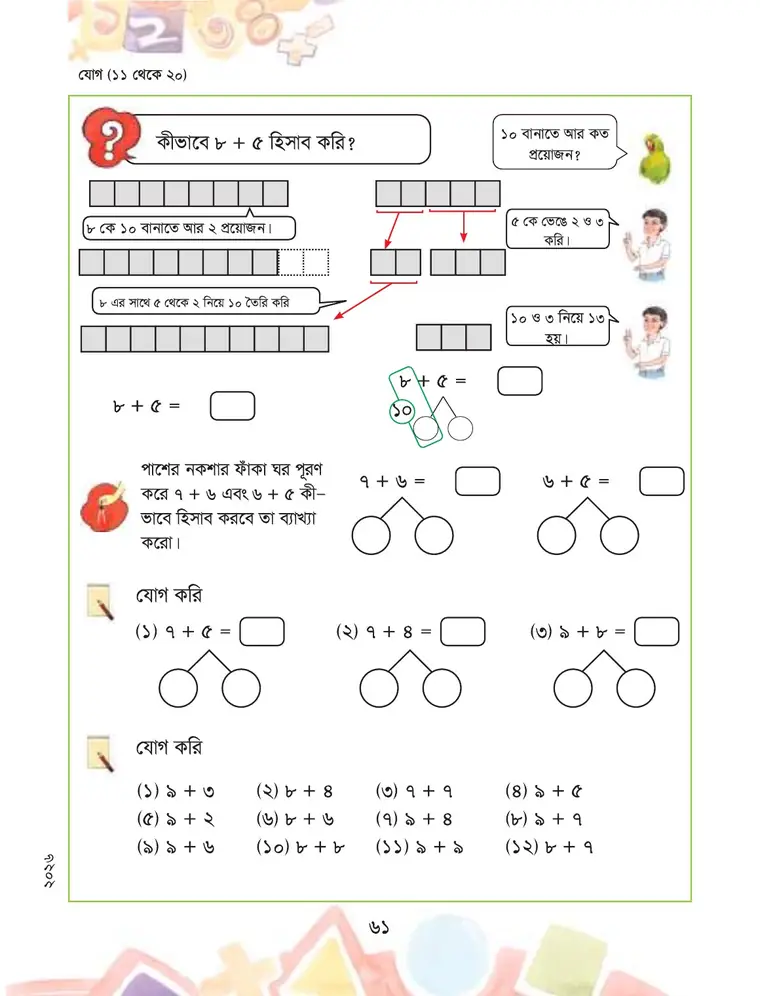 যোগ (১১ থেকে ২০)
কীভাবে ৮ + ৫ হিসাব করি?
১০ বানাতে আর কত
প্রয়োজন?
৮ কে ১০ বানাতে আর ২ প্রয়োজন।
৫ কে ভেঙে ২ ও ৩
করি।
৮ এর সাথে ৫ থেকে ২ নিয়ে ১০ তৈরি করি
১০ ও ৩ নিয়ে ১৩
হয়।
৮ + ৫ =
৮ + ৫ =
১০
পাশের নকশার ফাঁকা ঘর পূরণ
করে ৭ + ৬ এবং ৬ + ৫ কী-
ভাবে হিসাব করবে তা ব্যাখ্যা
করো।
৭ + ৬ =
৬ + ৫ =
যোগ করি
(১) ৭ + ৫ =
(২) ৭ + ৪ =
(৩) ৯ + ৮ =
যোগ করি
(১) ৯ + ৩
(২) ৮ + ৪
(৩) ৭ + ৭
(৪) ৯ + ৫
(৫) ৯ + ২
(৬) ৮ + ৬
(৭) ৯ + ৪
(৮) ৯ + ৭
(৯) ৯ + ৬
(১০) ৮ + ৮
(১১) ৯ + ৯
(১২) ৮ + ৭
২০২৬
৬১